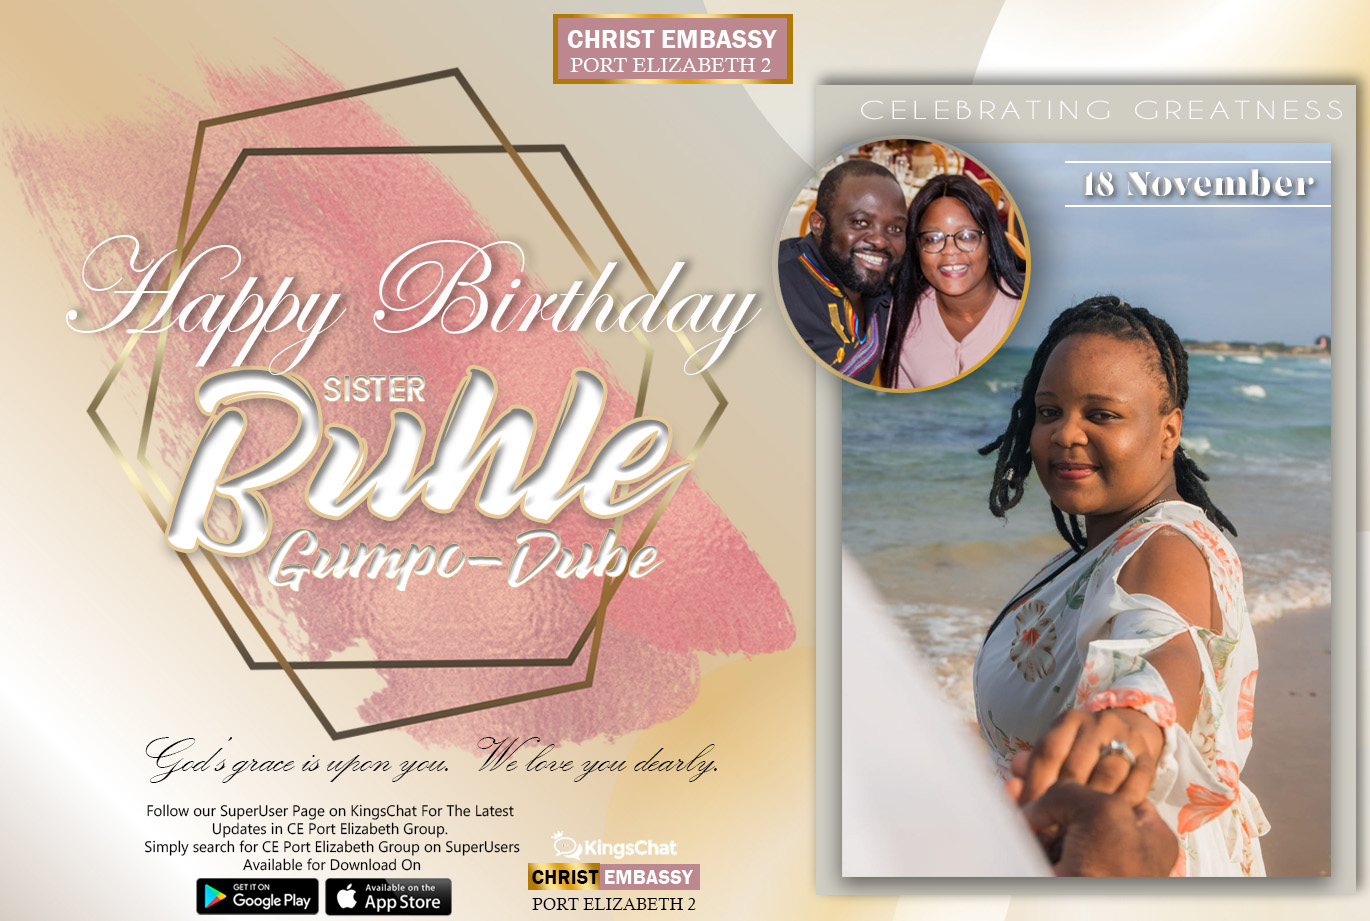 CHRIST EMBASSY
PORT ELIZABETH 2
CELEBRATING GREATNESS
18 November
Happy Birthday
SISTER
Buhle
Gumpo-Dube
God's grace is upon you. We love you dearly.
Follow our SuperUser Page on KingsChat For The Latest
Updates in CE Port Elizabeth Group.
Simply search for CE Port Elizabeth Group on SuperUsers
Available for Download On
GET IT ON
Google Play
Available on the
App Store
KingsChat
CHRIST EMBASSY
PORT ELIZABETH 2